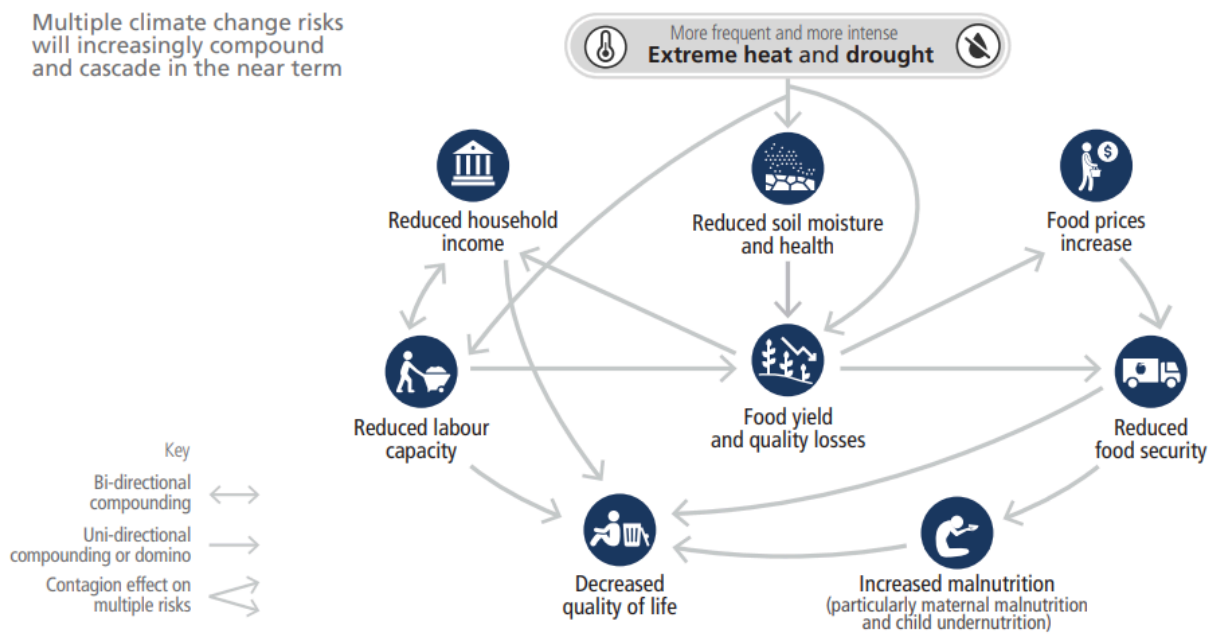 Multiple climate change risks
will increasingly compound
and cascade in the near term
More frequent and more intense
Extreme heat and drought
Reduced household
income
Reduced soil moisture
and health
$
Food prices
increase
Reduced labour
capacity
Food yield
and quality losses
Reduced
food security
Key
Bi-directional
compounding
Uni-directional
compounding or domino
Contagion effect on
multiple risks
Decreased
quality of life
Increased malnutrition
(particularly maternal malnutrition
and child undernutrition)